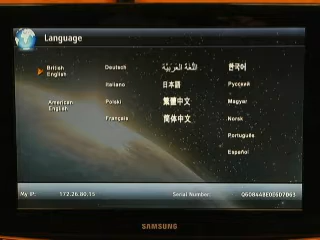 Language
British
English
Deutsch
اللغة العربية
한국어
Italiano
日本語
Русский
American
English
Polski
繁體中文
Magyar
Français
简体中文
Norsk
Português
Español
My IP:
172.26.80.15
Serial Number:
SAMSUNG